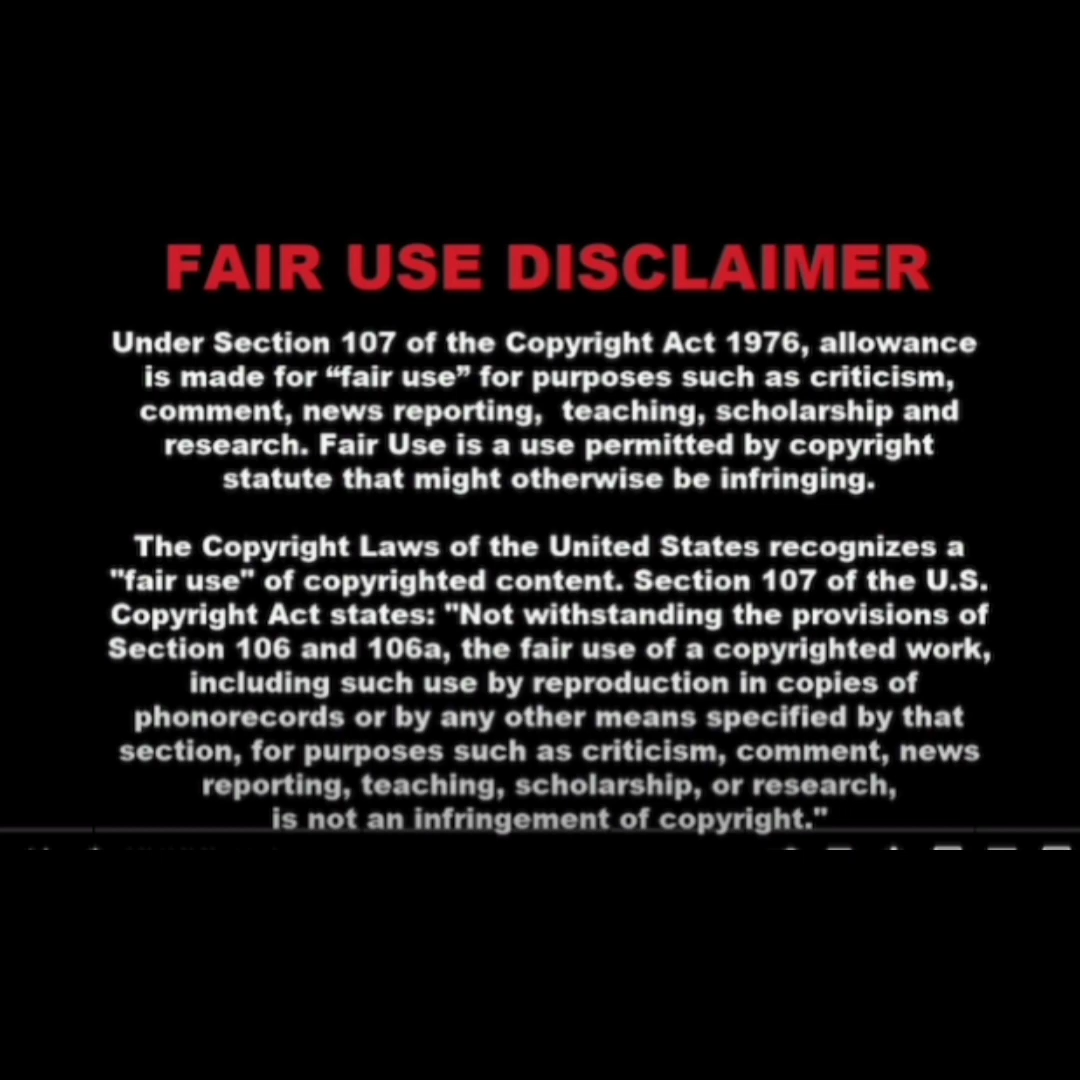 FAIR USE DISCLAIMER
Under Section 107 of the Copyright Act 1976, allowance
is made for “fair use” for purposes such as criticism,
comment, news reporting,  teaching, scholarship and
research. Fair Use is a use permitted by copyright
statute that might otherwise be infringing.
The Copyright Laws of the United States recognizes a
"fair use" of copyrighted content. Section 107 of the U.S.
Copyright Act states: "Not withstanding the provisions of
Section 106 and 106a, the fair use of a copyrighted work,
including such use by reproduction in copies of
phonorecords or by any other means specified by that
section, for purposes such as criticism, comment, news
reporting, teaching, scholarship, or research,
is not an infringement of copyright."